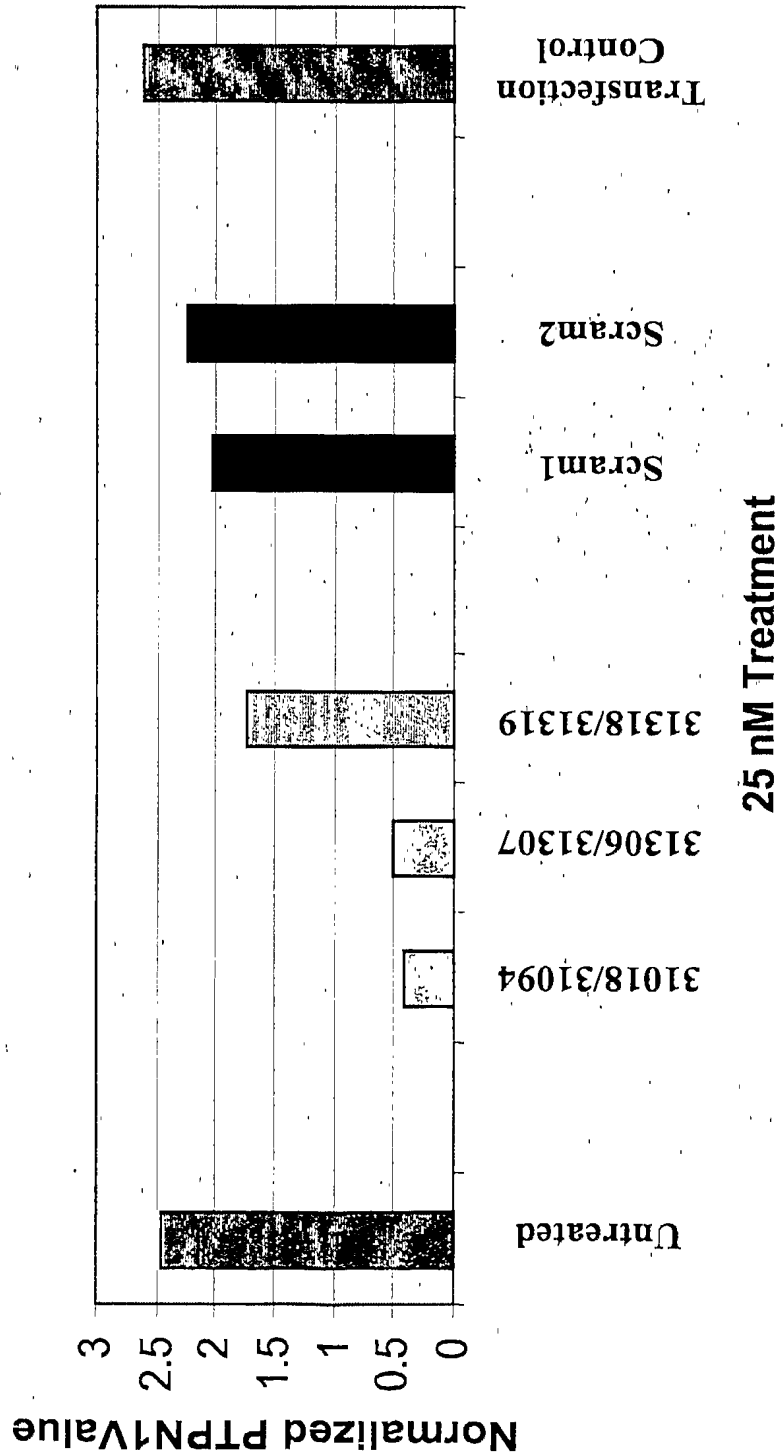 Normalized PTPN1Value
3
2.5
2
1.5
1
0.5
0
Untreated
31018/31094
31306/31307
31318/31319
Scram1
Scram2
Transfection
Control
25 nM Treatment